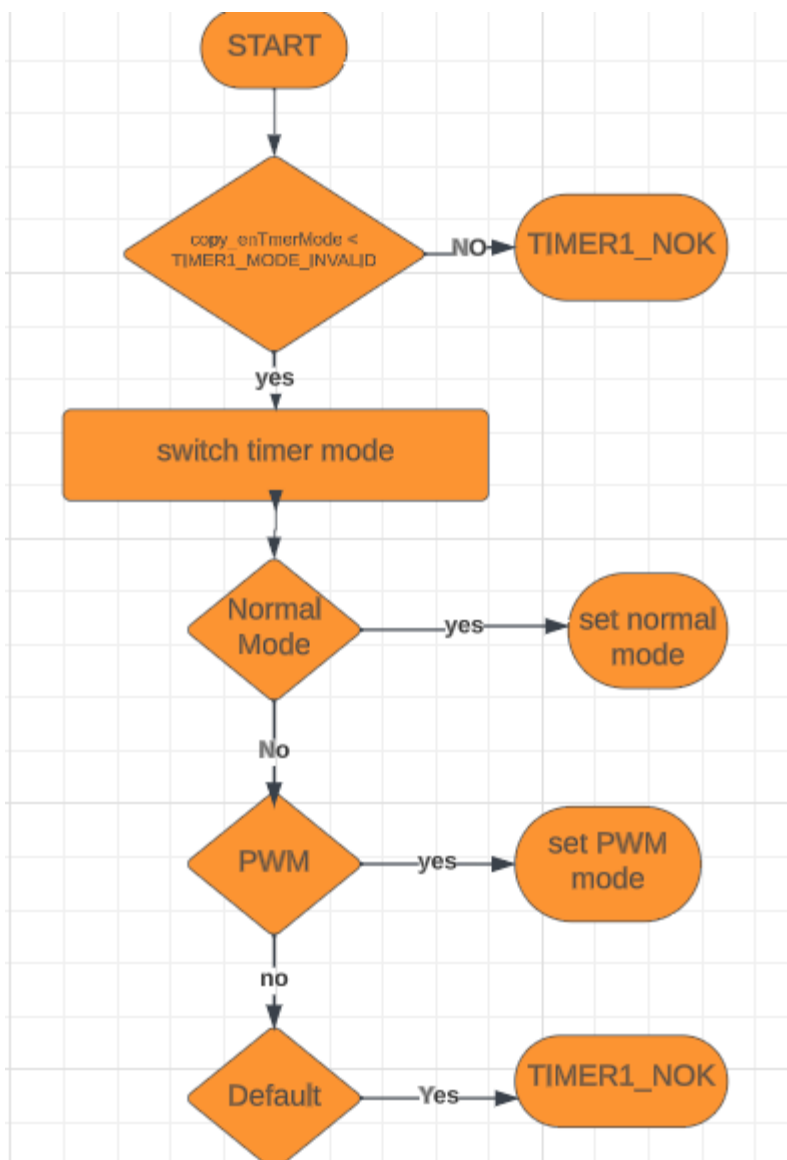 START
copy_enTmerMode <
TIMER1_MODE_INVALID
NO
TIMER1_NOK
yes
switch timer mode
Normal
Mode
yes
set normal
mode
No
PWM
yes
set PWM
mode
no
Default
Yes
TIMER1_NOK